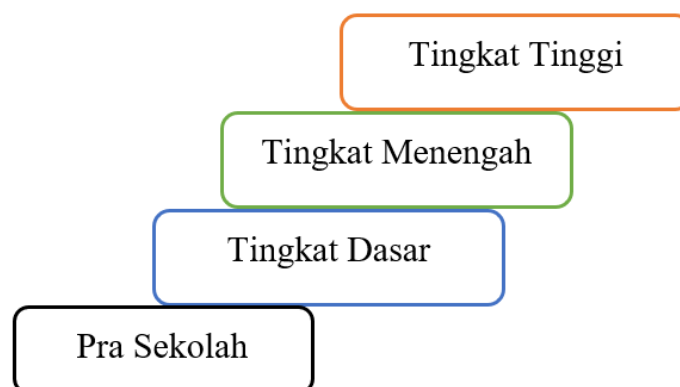 Tingkat Tinggi
Tingkat Menengah
Tingkat Dasar
Pra Sekolah